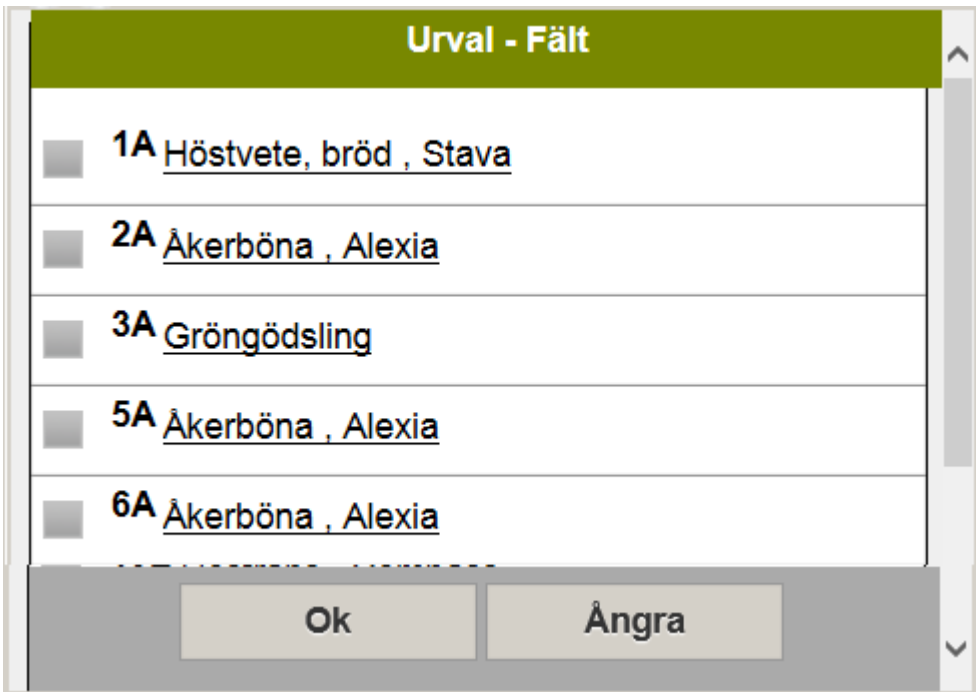 Urval - Fält
1A Höstvete, bröd , Stava
2A Åkerböna , Alexia
3A Gröngödsling
5A Åkerböna , Alexia
6A Åkerböna , Alexia
Ok
Ångra